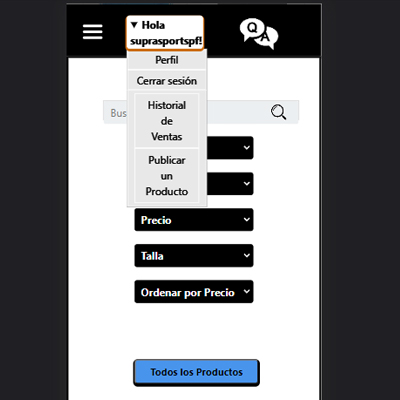 ▼ Hola
suprasportspf!
Q
A
Perfil
Cerrar sesión
Bus
Historial
de
Ventas
Publicar
un
Producto
Precio
Talla
Ordenar por Precio
Todos los Productos